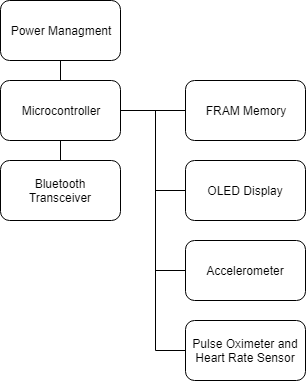 Power Managment
Microcontroller
FRAM Memory
Bluetooth
Transceiver
OLED Display
Accelerometer
Pulse Oximeter and
Heart Rate Sensor